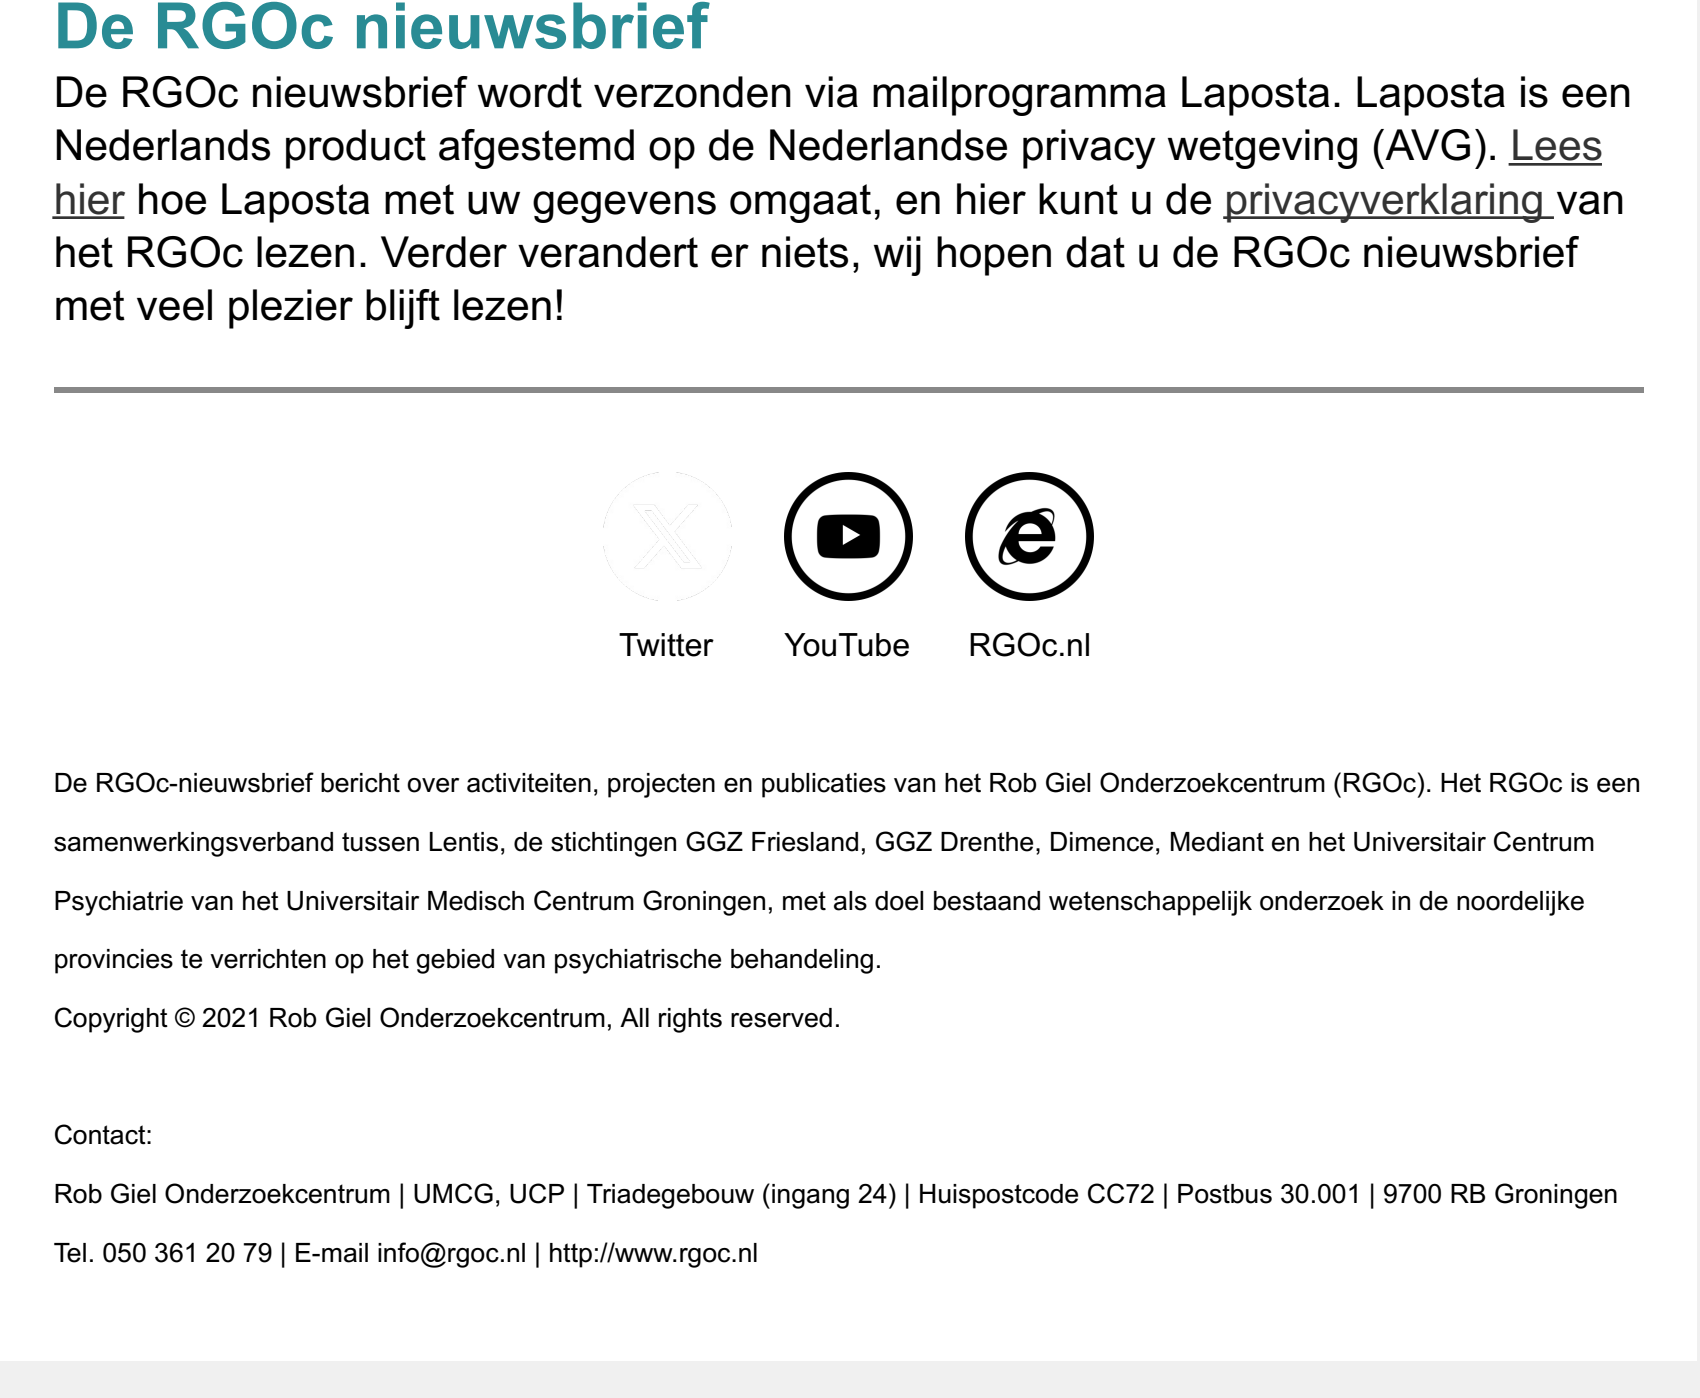 De RGOc nieuwsbrief
De RGOc nieuwsbrief wordt verzonden via mailprogramma Laposta. Laposta is een
Nederlands product afgestemd op de Nederlandse privacy wetgeving (AVG). Lees
hier hoe Laposta met uw gegevens omgaat, en hier kunt u de privacyverklaring van
het RGOc lezen. Verder verandert er niets, wij hopen dat u de RGOc nieuwsbrief
met veel plezier blijft lezen!
Twitter YouTube RGOc.nl
De RGOc-nieuwsbrief bericht over activiteiten, projecten en publicaties van het Rob Giel Onderzoekcentrum (RGOc). Het RGOc is een
samenwerkingsverband tussen Lentis, de stichtingen GGZ Friesland, GGZ Drenthe, Dimence, Mediant en het Universitair Centrum
Psychiatrie van het Universitair Medisch Centrum Groningen, met als doel bestaand wetenschappelijk onderzoek in de noordelijke
provincies te verrichten op het gebied van psychiatrische behandeling.
Copyright © 2021 Rob Giel Onderzoekcentrum, All rights reserved.
Contact:
Rob Giel Onderzoekcentrum | UMCG, UCP | Triadegebouw (ingang 24) | Huispostcode CC72 | Postbus 30.001 | 9700 RB Groningen
Tel. 050 361 20 79 | E-mail info@rgoc.nl | http://www.rgoc.nl